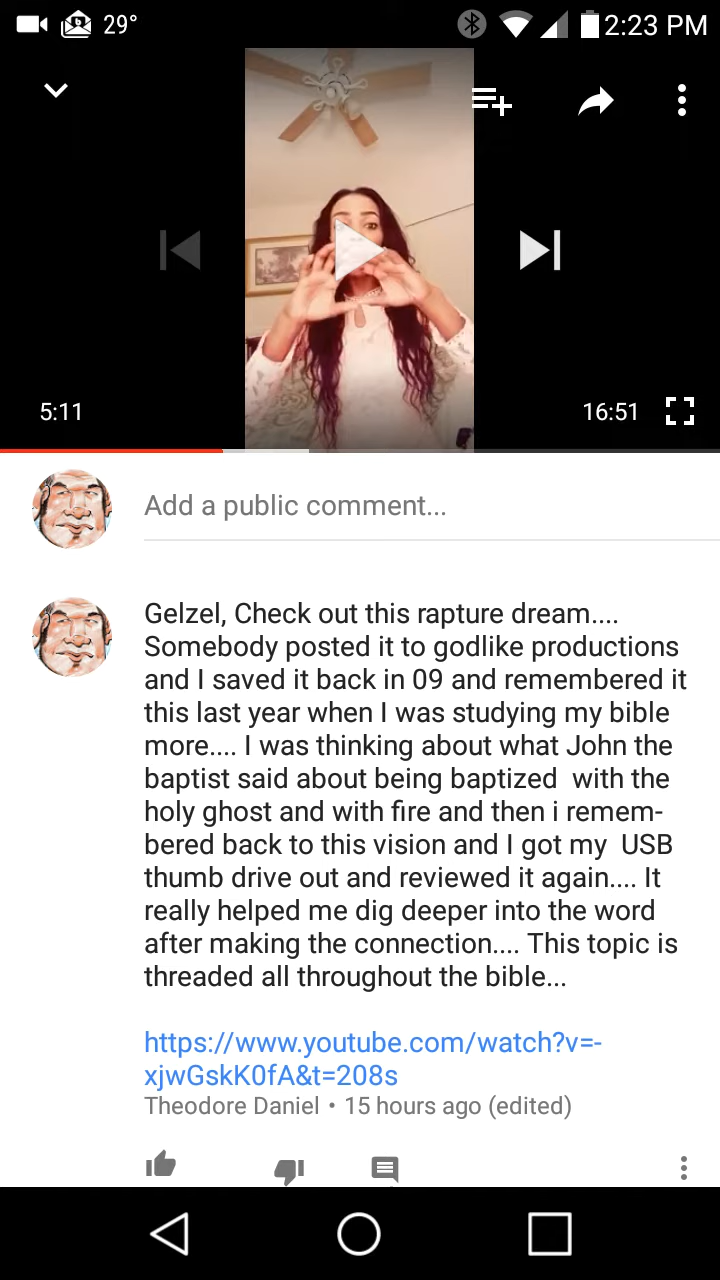 29°
2:23 PM
5:11
16:51
Add a public comment...
Gelzel, Check out this rapture dream....
Somebody posted it to godlike productions
and I saved it back in 09 and remembered it
this last year when I was studying my bible
more.... I was thinking about what John the
baptist said about being baptized  with the
holy ghost and with fire and then i remem-
bered back to this vision and I got my  USB
thumb drive out and reviewed it again.... It
really helped me dig deeper into the word
after making the connection.... This topic is
threaded all throughout the bible...
https://www.youtube.com/watch?v=-
xjwGskK0fA&t=208s
Theodore Daniel • 15 hours ago (edited)